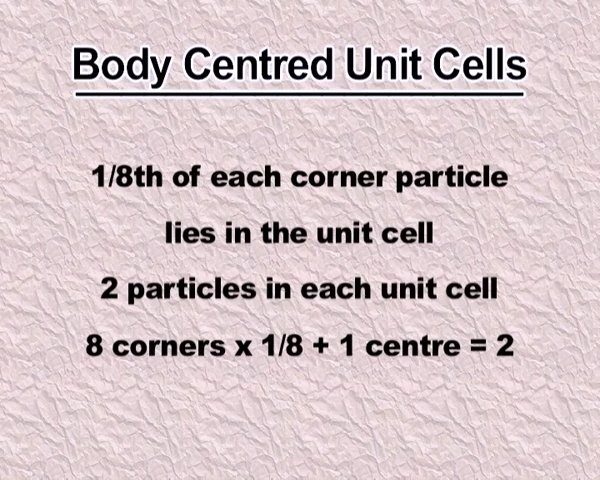 Body Centred Unit Cells
1/8th of each corner particle
lies in the unit cell
2 particles in each unit cell
8 corners x 1/8 + 1 centre = 2